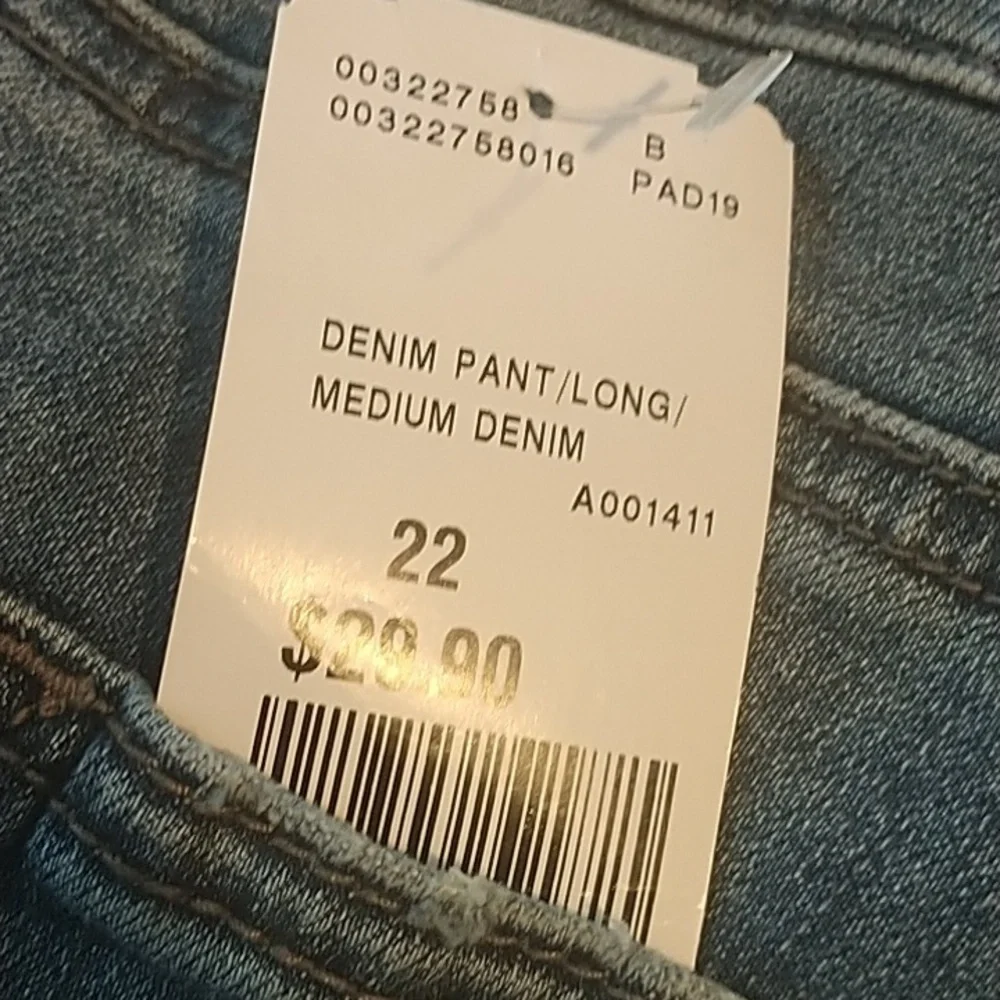 00322758
00322758016
B
PAD19
DENIM PANT/LONG/
MEDIUM DENIM
A001411
22
$29.90